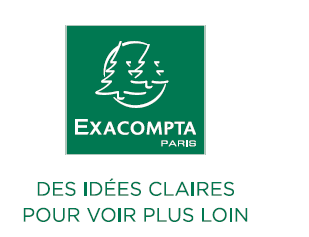 EXACOMPTA
PARIS
DES IDÉES CLAIRES
POUR VOIR PLUS LOIN